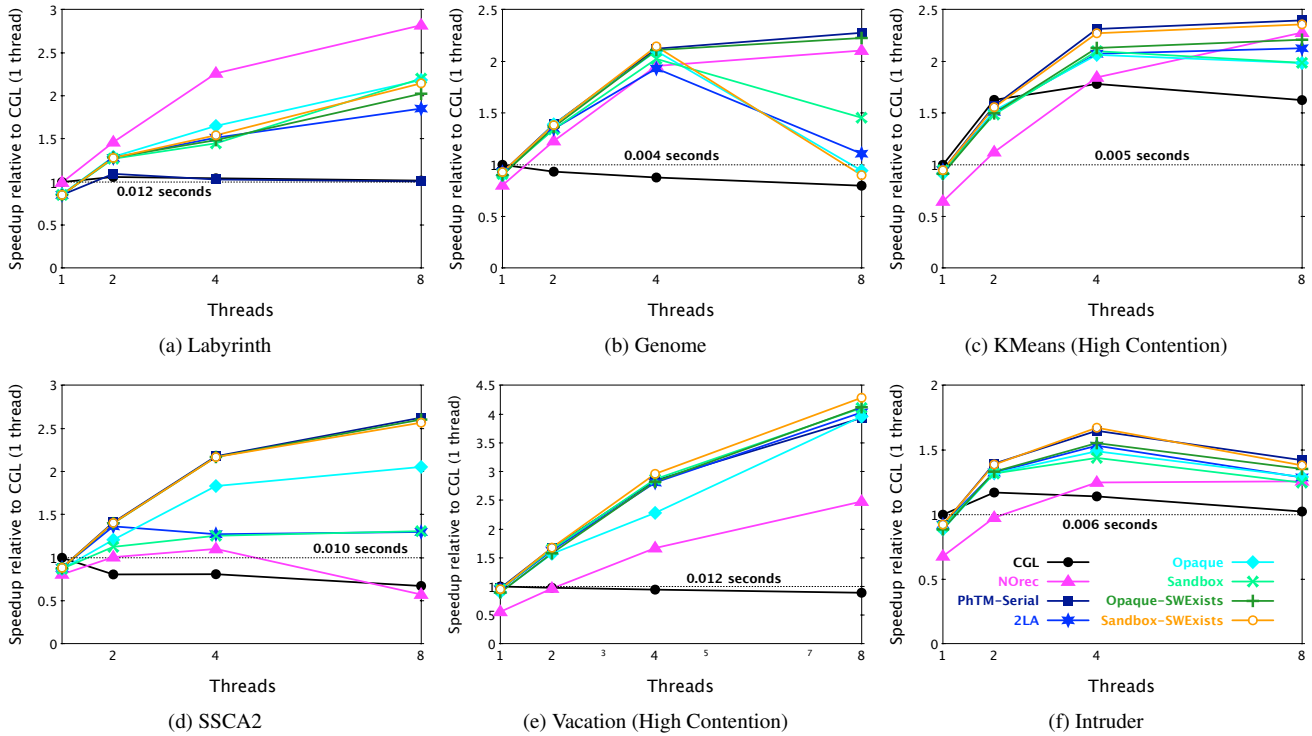 Speedup relative to CGL (1 thread)
3
2.5
2
1.5
1
0.5
0
0.012 seconds
1
2
4
8
Threads
(a) Labyrinth
Speedup relative to CGL (1 thread)
2.5
2
1.5
1
0.5
0
0.004 seconds
1
2
4
8
Threads
(b) Genome
Speedup relative to CGL (1 thread)
2.5
2
1.5
1
0.5
0
0.005 seconds
1
2
4
8
Threads
(c) KMeans (High Contention)
Speedup relative to CGL (1 thread)
3
2.5
2
1.5
1
0.5
0
0.010 seconds
2
4
8
Threads
(d) SSCA2
Speedup relative to CGL (1 thread)
4.5
4
3.5
3
2.5
2
1.5
1
0.5
0
0.012 seconds
1
2
3
4
5
7
8
Threads
(e) Vacation (High Contention)
Speedup relative to CGL (1 thread)
2
1.5
1
0.5
0
0.006 seconds
CGL
NOrec
PhTM-Serial
2LA
Opaque
Sandbox
Opaque-SWExists
Sandbox-SWExists
1
2
4
8
Threads
(f) Intruder